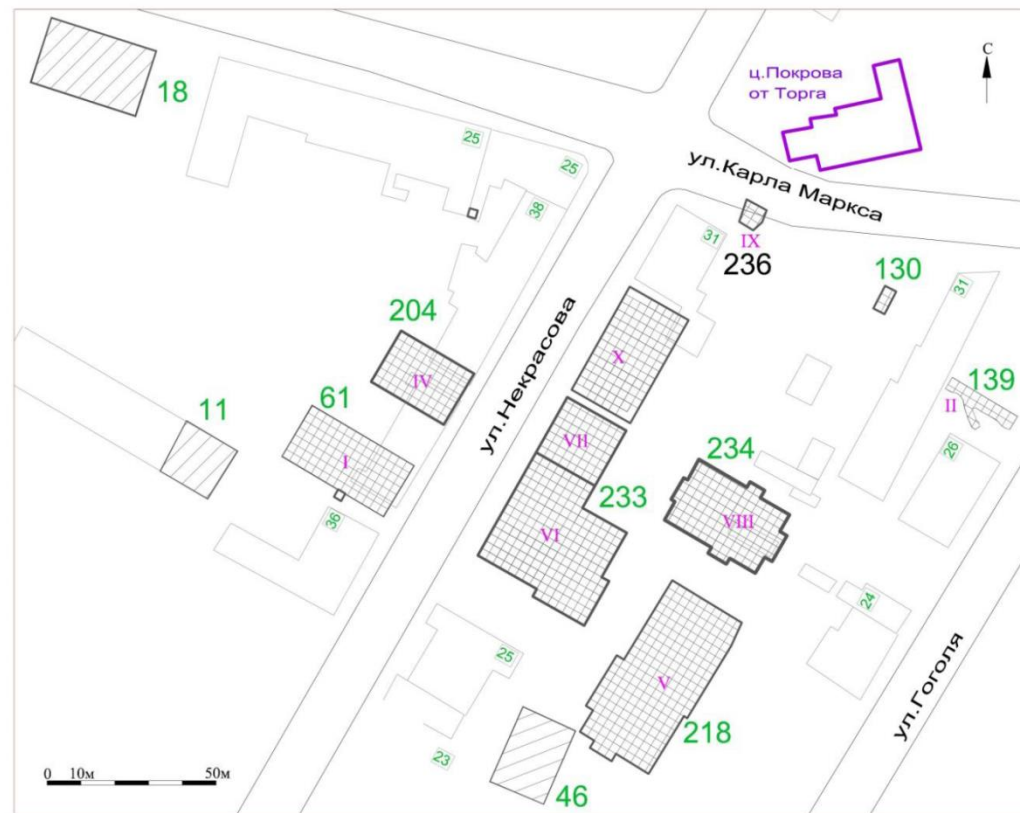 С
ц.Покрова
от Торга
18
25
25
ул.Карла Маркса
38
31
IX
236
130
31
204
X
IV
ул.Некрасова
139
II
61
11
I
VII
234
26
233
VIII
VI
36
24
25
V
ул.Гоголя
218
23
46
0 10м 50м